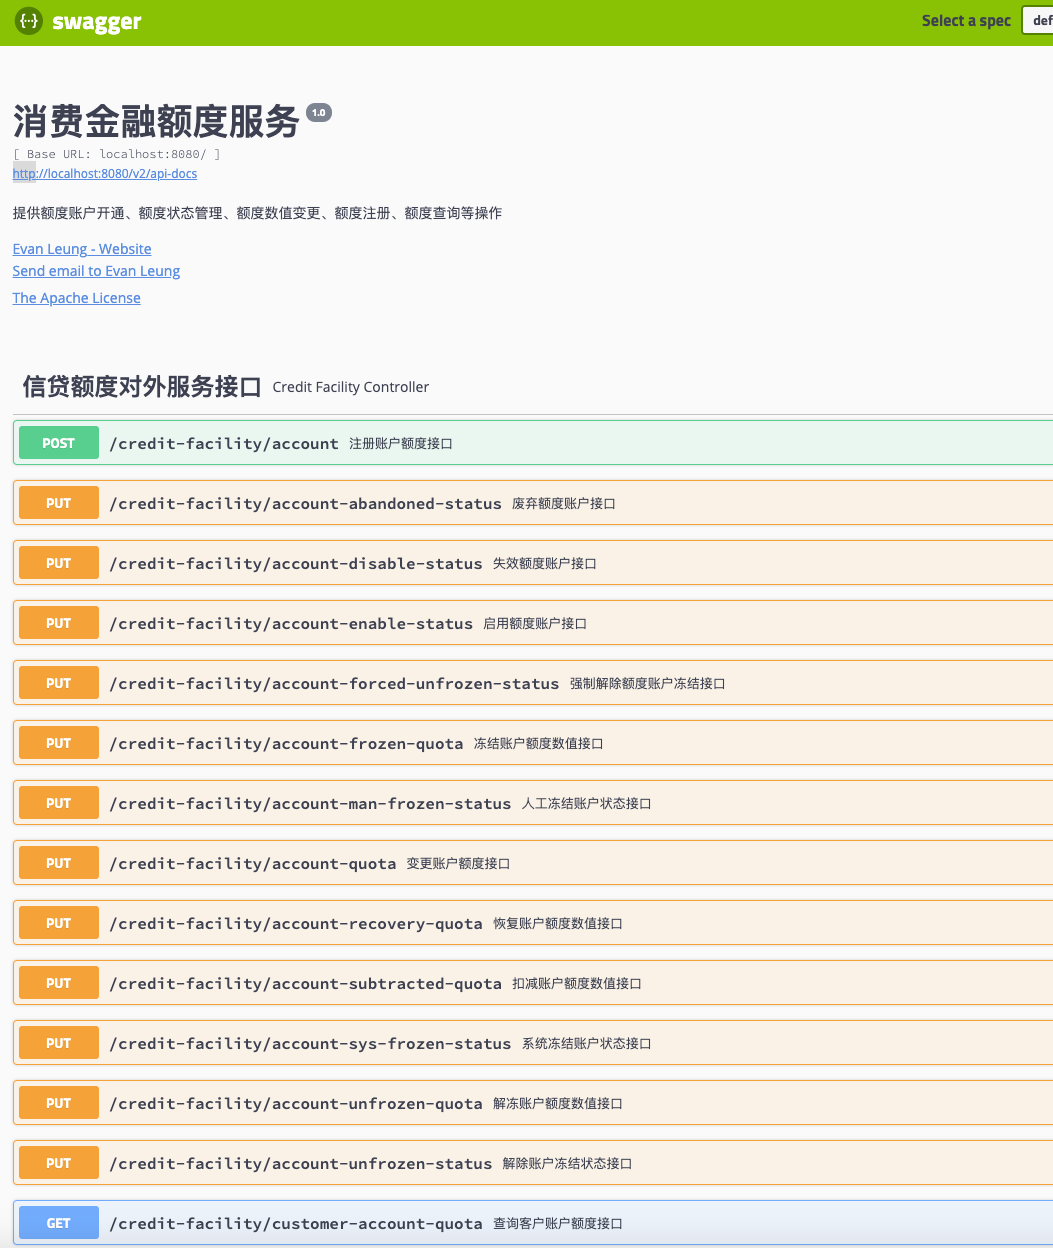 {···} swagger
Select a spec def
消费金融额度服务 1.0
[ Base URL: localhost:8080/ ]
http://localhost:8080/v2/api-docs
提供额度账户开通、额度状态管理、额度数值变更、额度注册、额度查询等操作
Evan Leung - Website
Send email to Evan Leung
The Apache License
信贷额度对外服务接口 Credit Facility Controller
POST /credit-facility/account 注册账户额度接口
PUT /credit-facility/account-abandoned-status 废弃额度账户接口
PUT /credit-facility/account-disable-status 失效额度账户接口
PUT /credit-facility/account-enable-status 启用额度账户接口
PUT /credit-facility/account-forced-unfrozen-status 强制解除额度账户冻结接口
PUT /credit-facility/account-frozen-quota 冻结账户额度数值接口
PUT /credit-facility/account-man-frozen-status 人工冻结账户状态接口
PUT /credit-facility/account-quota 变更账户额度接口
PUT /credit-facility/account-recovery-quota 恢复账户额度数值接口
PUT /credit-facility/account-subtracted-quota 扣减账户额度数值接口
PUT /credit-facility/account-sys-frozen-status 系统冻结账户状态接口
PUT /credit-facility/account-unfrozen-quota 解冻账户额度数值接口
PUT /credit-facility/account-unfrozen-status 解除账户冻结状态接口
GET /credit-facility/customer-account-quota 查询客户账户额度接口